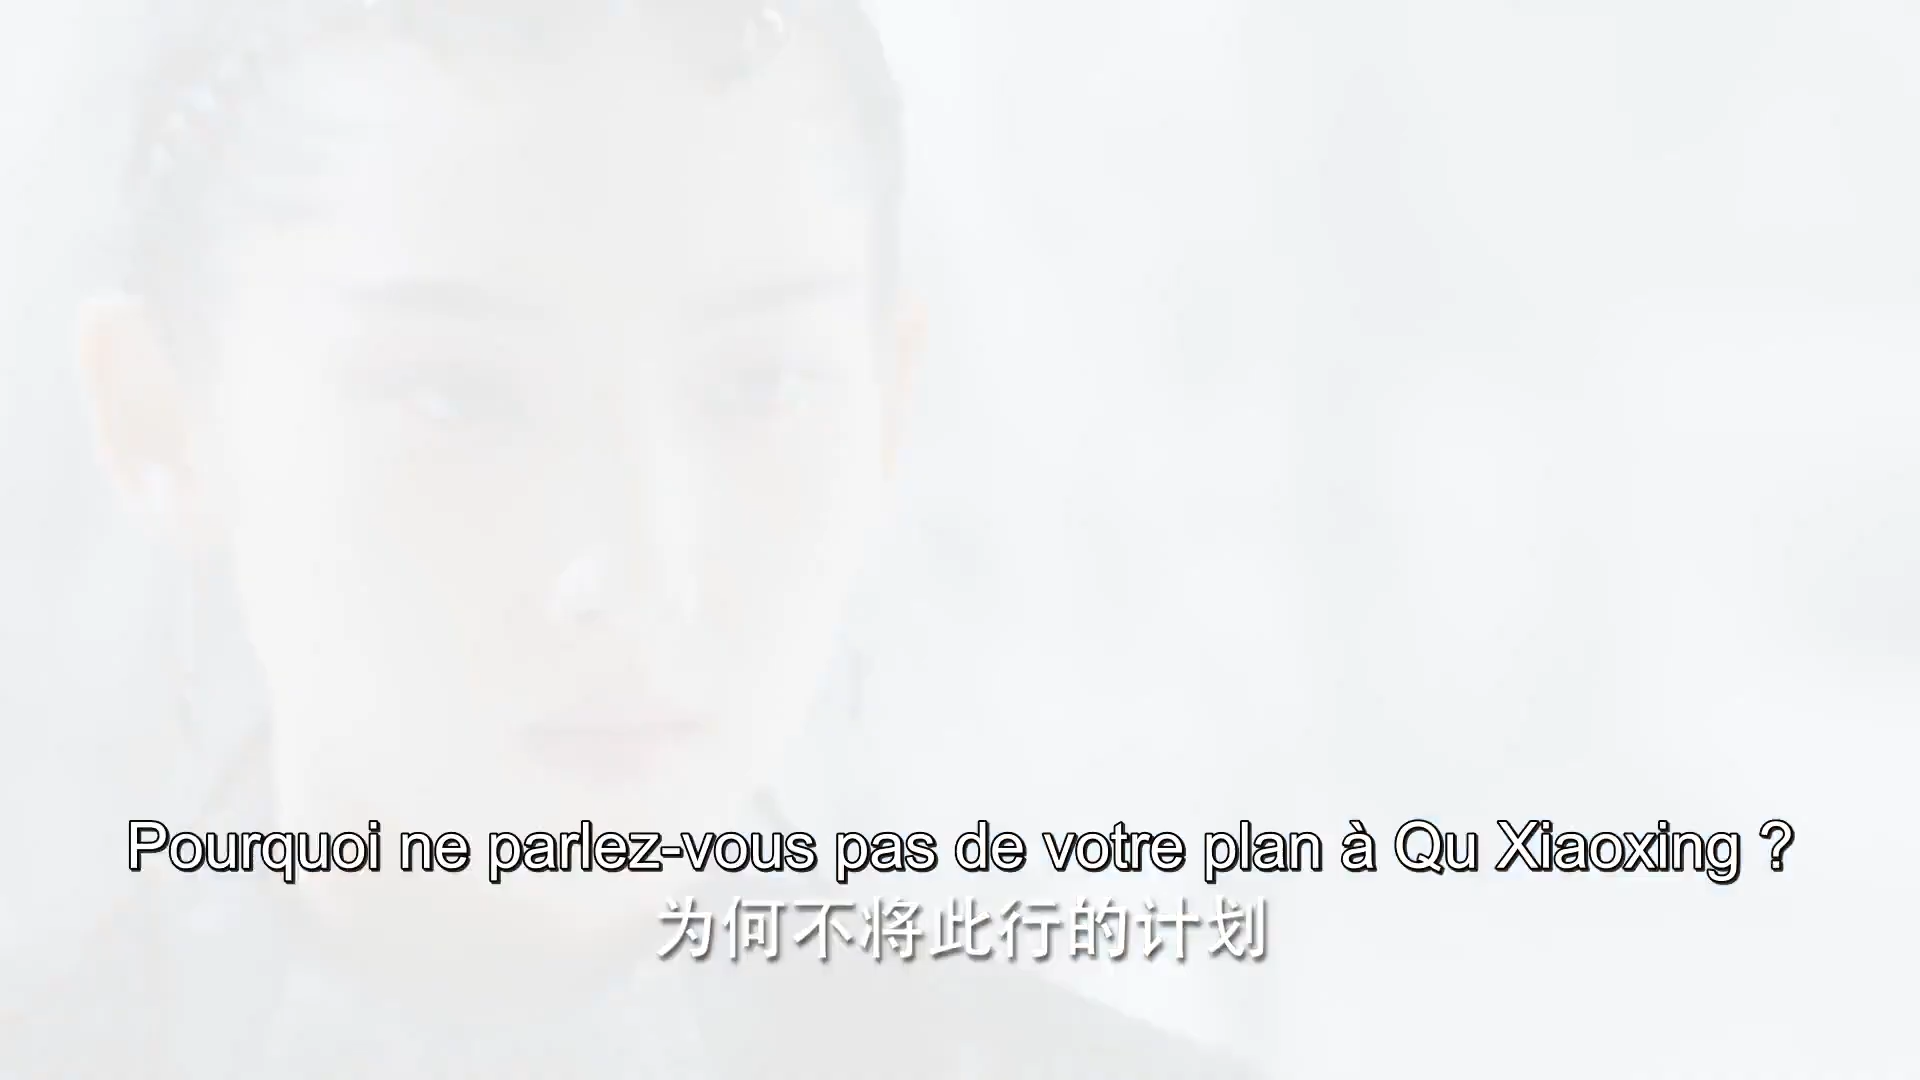 Pourquoi ne parlez-vous pas de votre plan à Qu Xiaoxing ?
为何不将此行的计划